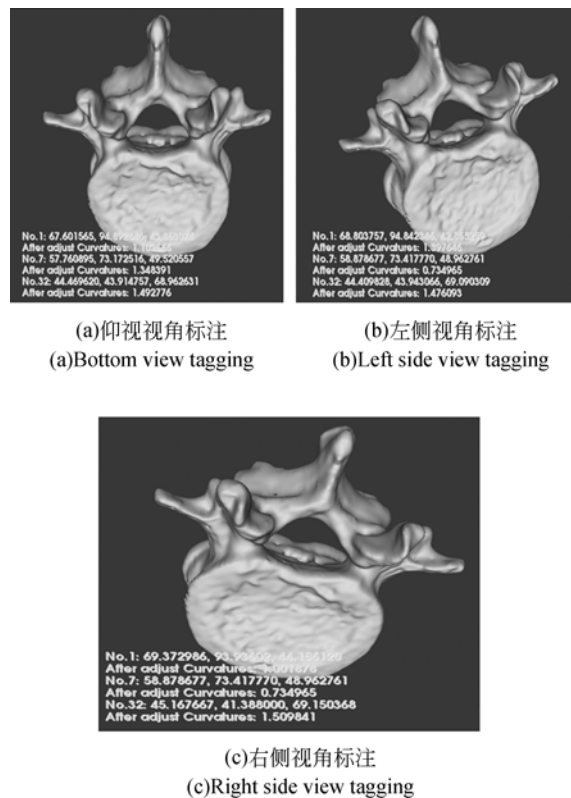 No.1: 67.601565,
After adjust Curvatures:
No.7: 57.760895, 73.172516, 49.520557
After adjust Curvatures:
1.348391
No.32: 44.469620, 43.914757, 68.962631
After adjust Curvatures:
1.492776
No.1: 68.803757,
After adjust Curvatures:
No.7: 58.878677, 73.417770, 48.962761
After adjust Curvatures: 0.734965
No.32: 44.409828, 43.943066, 69.090309
After adjust Curvatures: 1.476093
(a)仰视视角标注
(a)Bottom view tagging
(b)左侧视角标注
(b)Left side view tagging
No.1: 69.372986,
After adjust Curvatures:
No.7: 58.878677, 73.417770, 48.962761
After adjust Curvatures: 0.734965
No.32: 45.167667, 41.388000, 69.150368
After adjust Curvatures: 1.509841
(c)右侧视角标注
(c)Right side view tagging